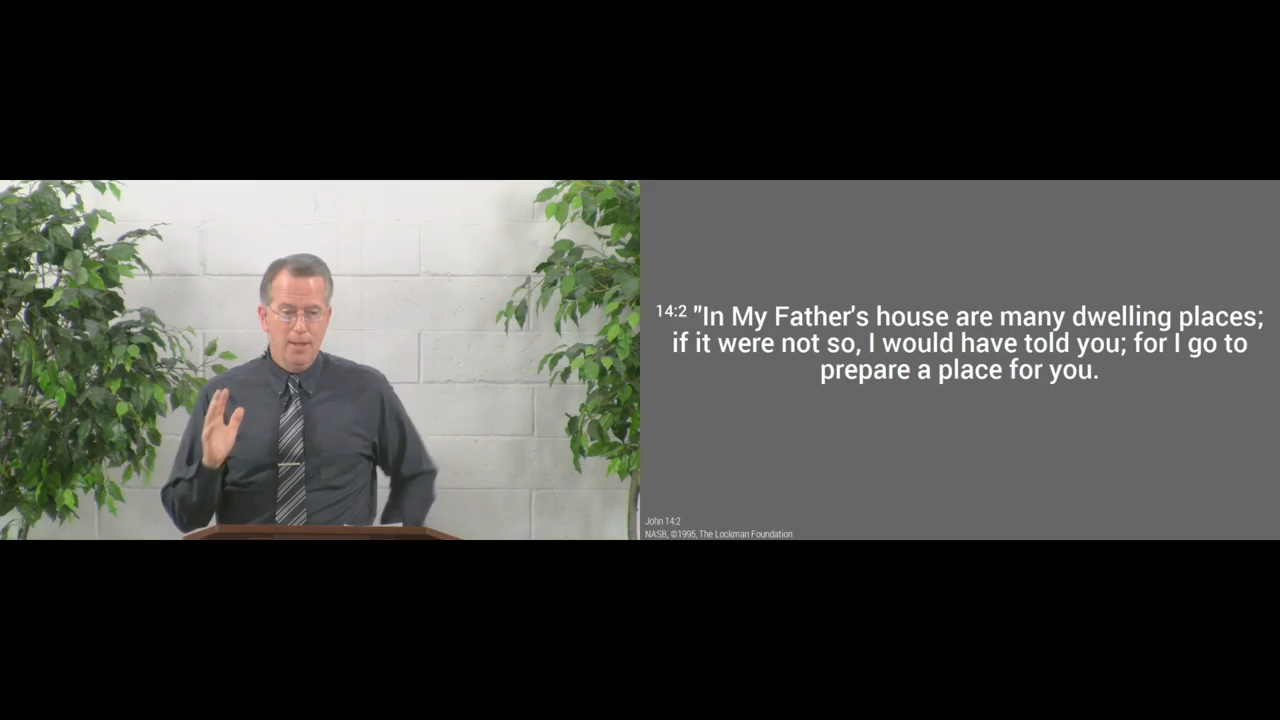 14:2 "In My Father's house are many dwelling places;
if it were not so, I would have told you; for I go to
prepare a place for you.
John 14:2
NASB, ©1995, The Lockman Foundation